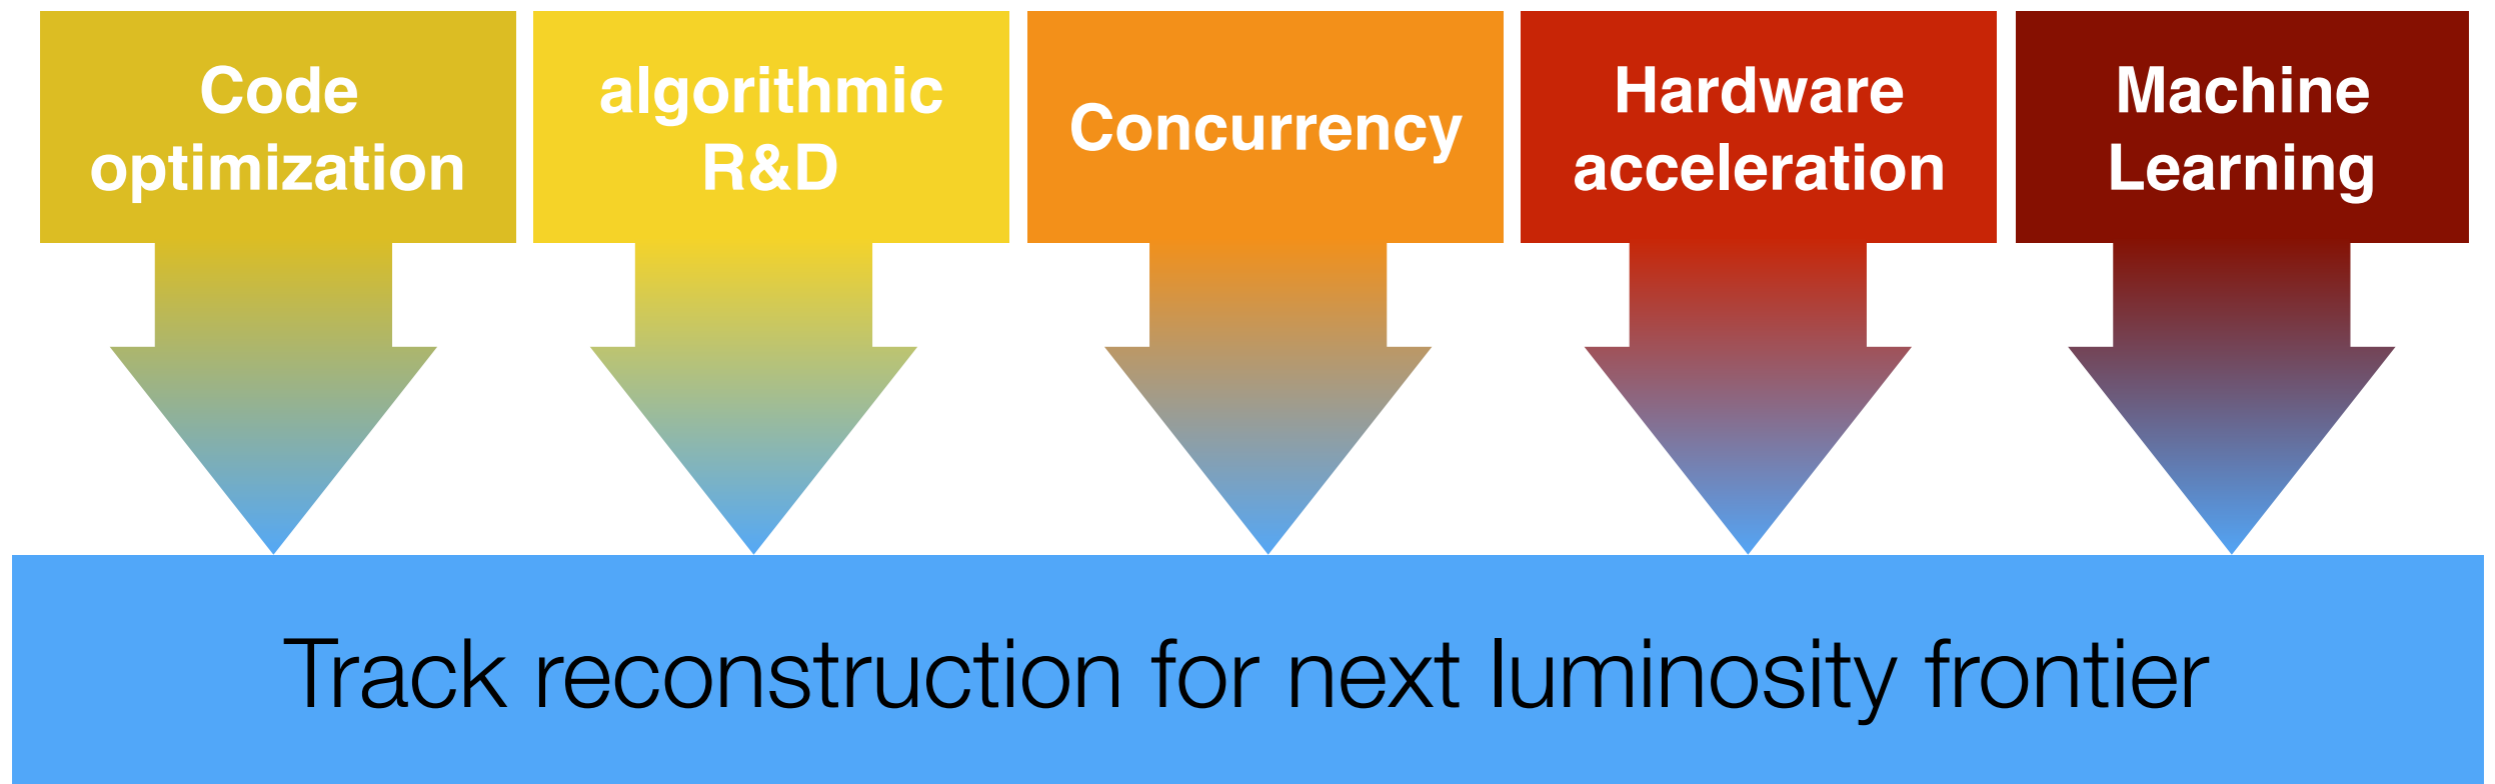 Code
optimization
algorithmic
R&D
Concurrency
Hardware
acceleration
Machine
Learning
Track reconstruction for next luminosity frontier